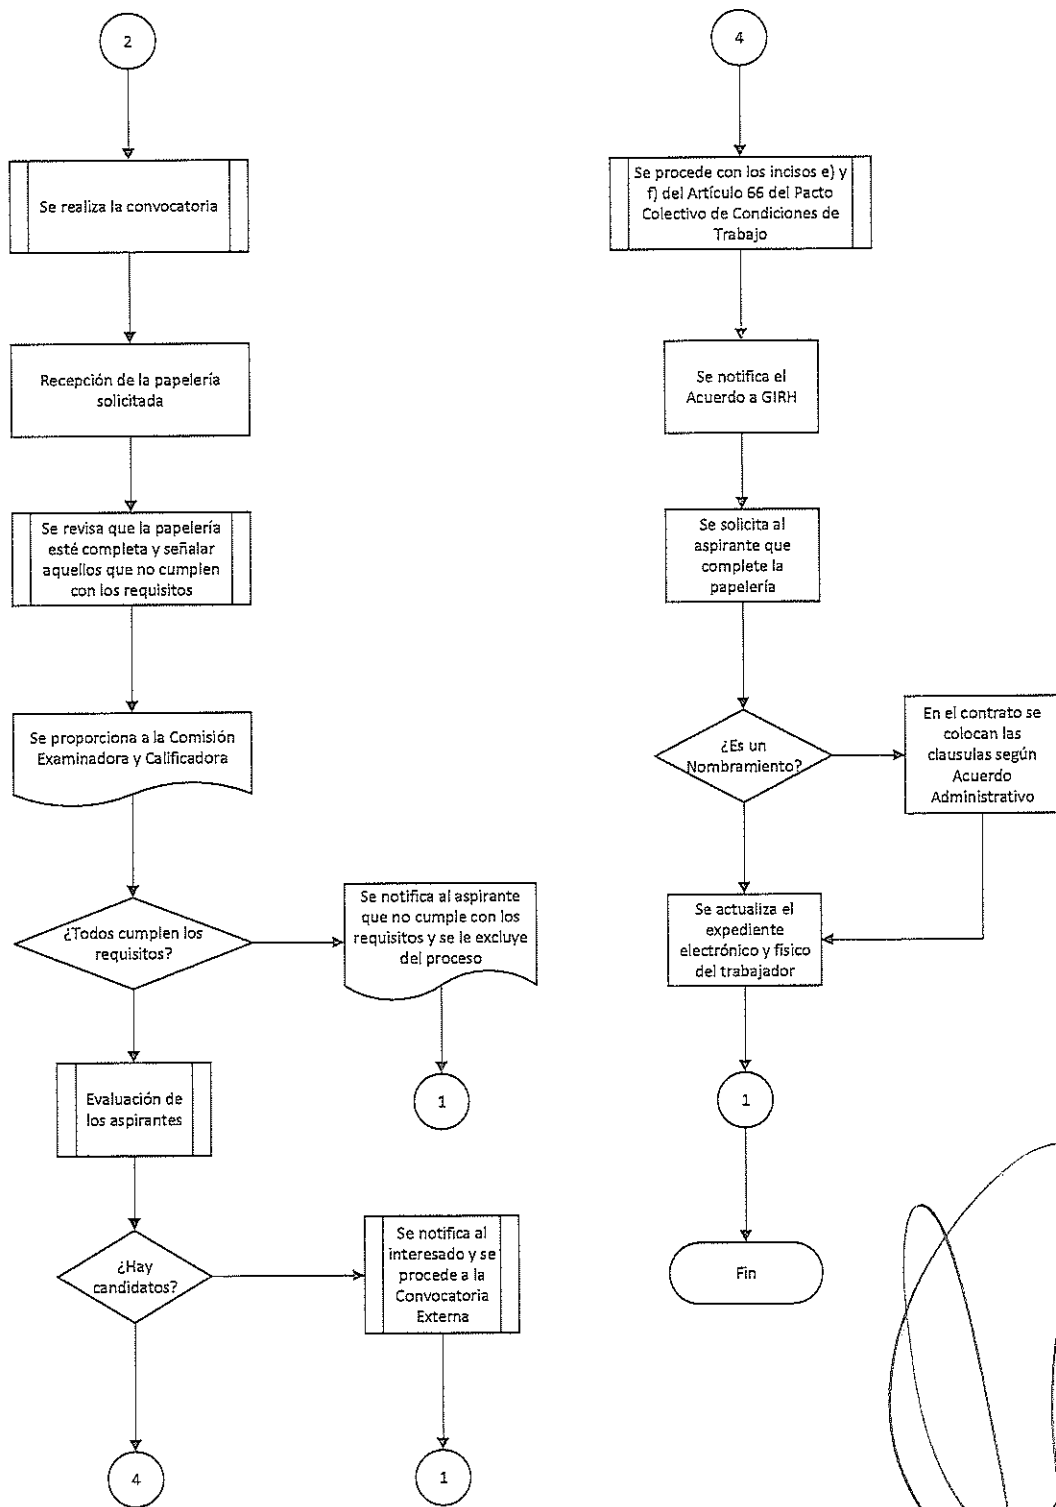 2
Se realiza la convocatoria
Recepción de la papelería
solicitada
Se revisa que la papelería
esté completa y señalar
aquellos que no cumplen
con los requisitos
Se proporciona a la Comisión
Examinadora y Calificadora
¿Todos cumplen los
requisitos?
Se notifica al aspirante
que no cumple con los
requisitos y se le excluye
del proceso
1
Evaluación de
los aspirantes
¿Hay
candidatos?
Se notifica al
interesado y se
procede a la
Convocatoria
Externa
4
1
4
Se procede con los incisos e) y
f) del Artículo 66 del Pacto
Colectivo de Condiciones de
Trabajo
Se notifica el
Acuerdo a GIRH
Se solicita al
aspirante que
complete la
papelería
¿Es un
Nombramiento?
En el contrato se
colocan las
clausulas según
Acuerdo
Administrativo
Se actualiza el
expediente
electrónico y físico
del trabajador
1
Fin